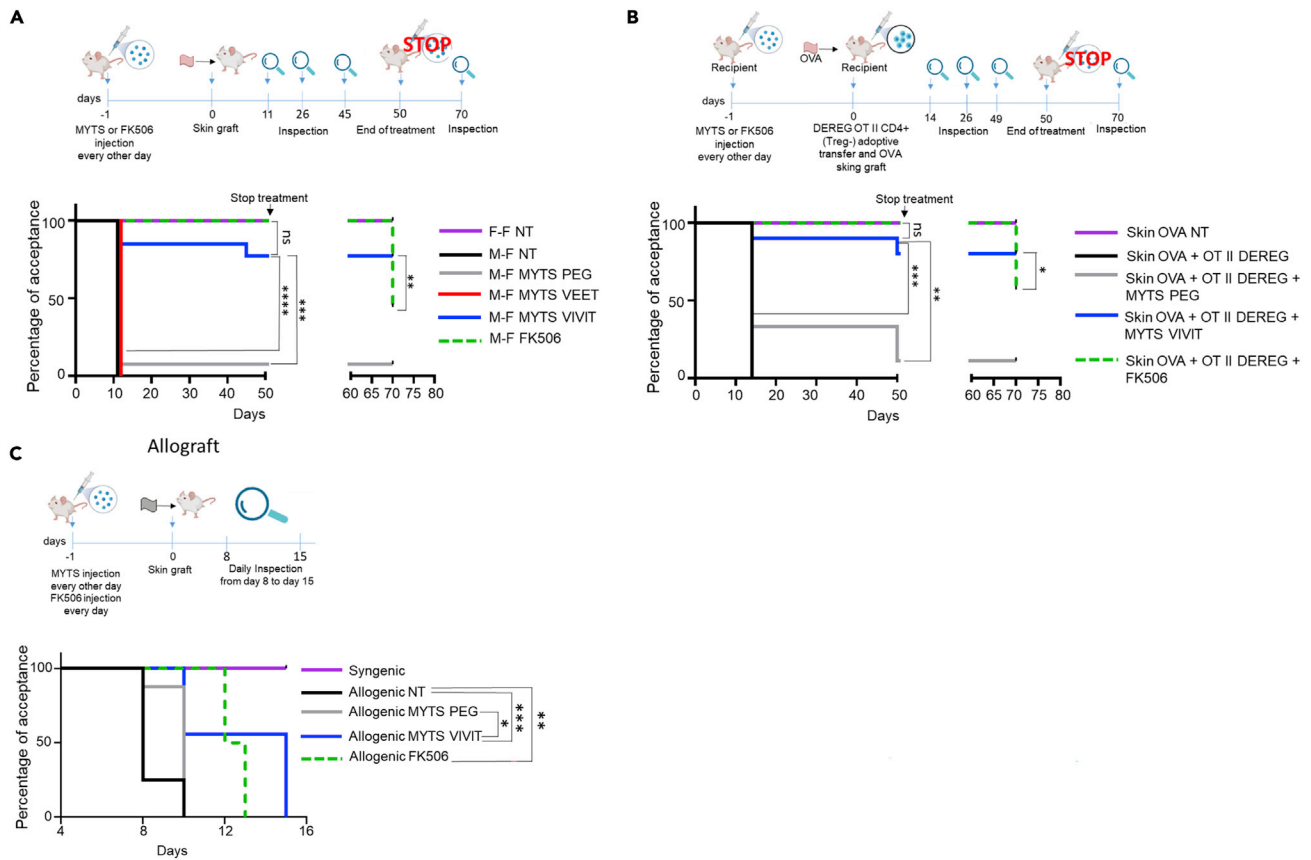 A
STOP
days
-1
0
11
26
45
50
70
MYTS or FK506
injection
every other day
Skin graft
Inspection
End of treatment
Inspection
Stop treatment
Percentage of acceptance
100
50
0
ns
****
***
**
0
10
20
30
40
50
60
65
70
75
80
Days
F-F NT
M-F NT
M-F MYTS PEG
M-F MYTS VEET
M-F MYTS VIVIT
M-F FK506
B
Recipient
OVA
Recipient
STOP
days
-1
0
14
26
49
50
70
MYTS or FK506
injection
every other day
DEREG OT II CD4+
(Treg-) adoptive
transfer and OVA
sking graft
Inspection
End of treatment
Inspection
Stop treatment
Percentage of acceptance
100
50
0
ns
***
**
*
0
10
20
30
40
50
60
65
70
75
80
Days
Skin OVA NT
Skin OVA + OT II DEREG
Skin OVA + OT II DEREG +
MYTS PEG
Skin OVA + OT II DEREG +
MYTS VIVIT
Skin OVA + OT II DEREG +
FK506
C
Allograft
days
-1
0
8
15
MYTS injection
every other day
FK506 injection
every day
Skin graft
Daily Inspection
from day 8 to day 15
Percentage of acceptance
100
50
0
4
8
12
16
Days
Syngenic
Allogenic NT
Allogenic MYTS PEG
Allogenic MYTS VIVIT
Allogenic FK506
*
***
**